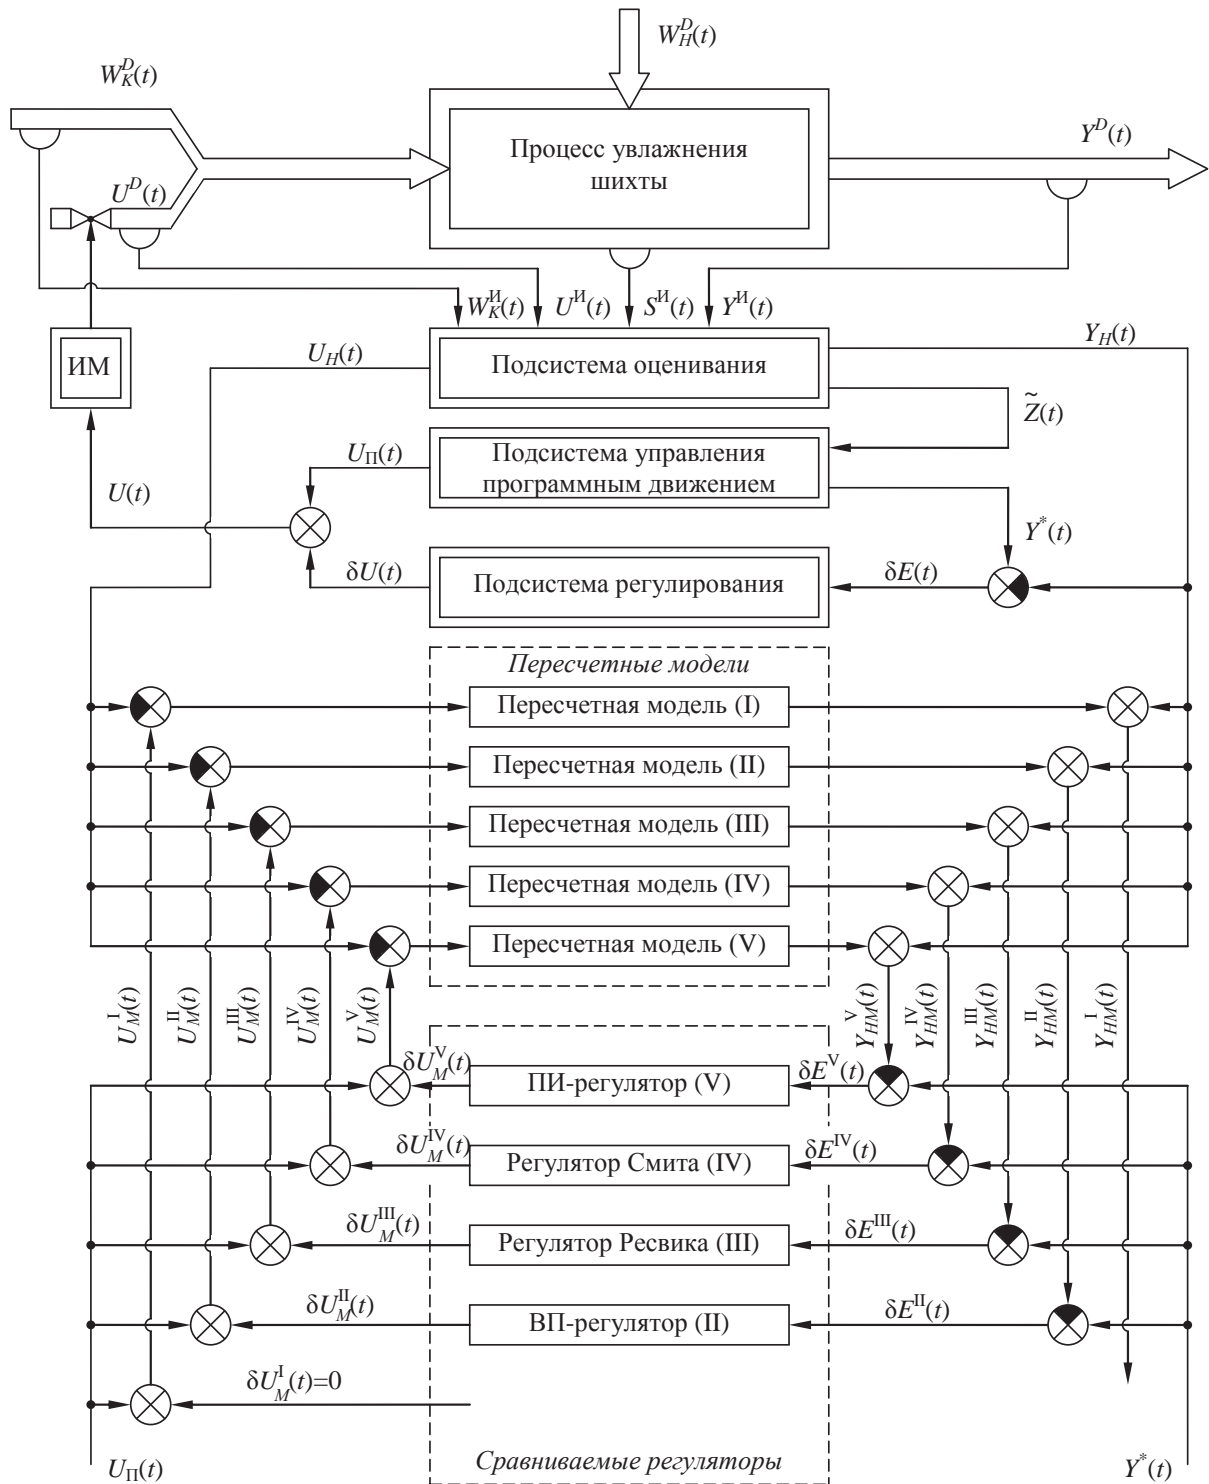 W_H^D(t)
W_K^D(t)
Y^D(t)
Процесс увлажнения
шихты
U^D(t)
W_K^И(t) U^И(t) S^И(t) Y^И(t)
ИМ
U_H(t)
Y_H(t)
Подсистема оценивания
Z̃(t)
U_П(t)
Подсистема управления
программным движением
U(t)
Y^*(t)
δU(t)
Подсистема регулирования
δE(t)
Пересчетные модели
Пересчетная модель (I)
Пересчетная модель (II)
Пересчетная модель (III)
Пересчетная модель (IV)
Пересчетная модель (V)
U_M^I(t)
U_M^II(t)
U_M^III(t)
U_M^IV(t)
U_M^V(t)
Y_HM^V(t)
Y_HM^IV(t)
Y_HM^III(t)
Y_HM^II(t)
Y_HM^I(t)
δU_M^V(t) ПИ-регулятор (V) δE^V(t)
δU_M^IV(t) Регулятор Смита (IV) δE^IV(t)
δU_M^III(t) Регулятор Ресвика (III) δE^III(t)
δU_M^II(t) ВП-регулятор (II) δE^II(t)
δU_M^I(t)=0
U_П(t) Сравниваемые регуляторы Y^*(t)